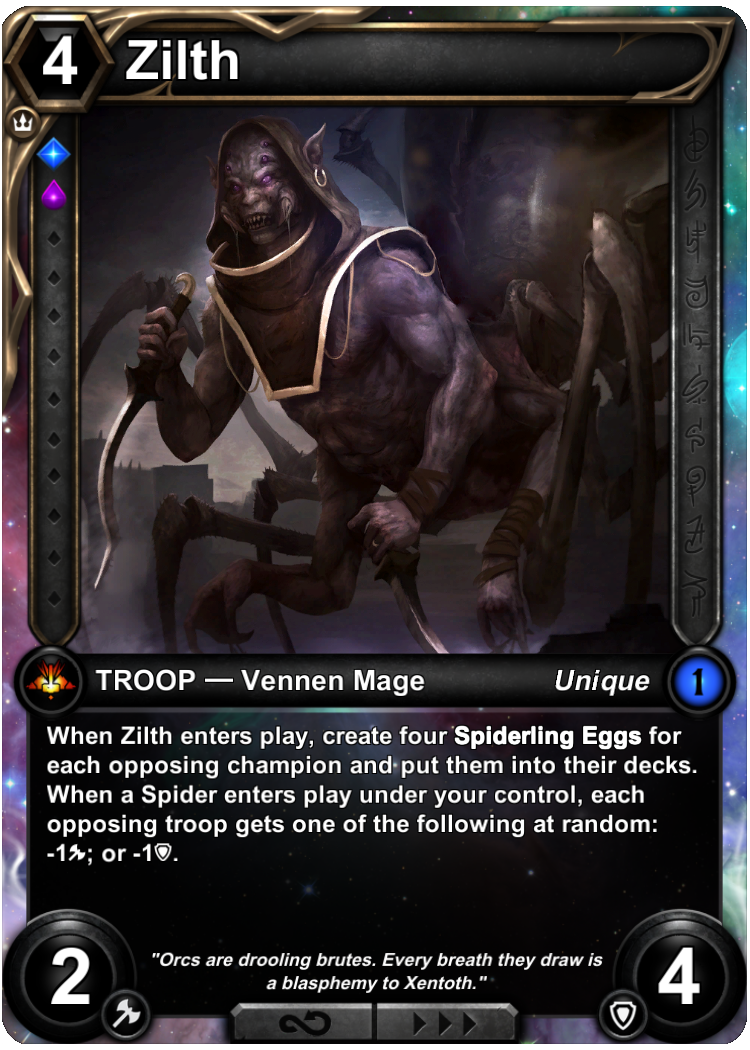 4 Zilth
TROOP — Vennen Mage Unique 1
When Zilth enters play, create four Spiderling Eggs for
each opposing champion and put them into their decks.
When a Spider enters play under your control, each
opposing troop gets one of the following at random:
-1; or -1.
"Orcs are drooling brutes. Every breath they draw is
a blasphemy to Xentoth."
2 4